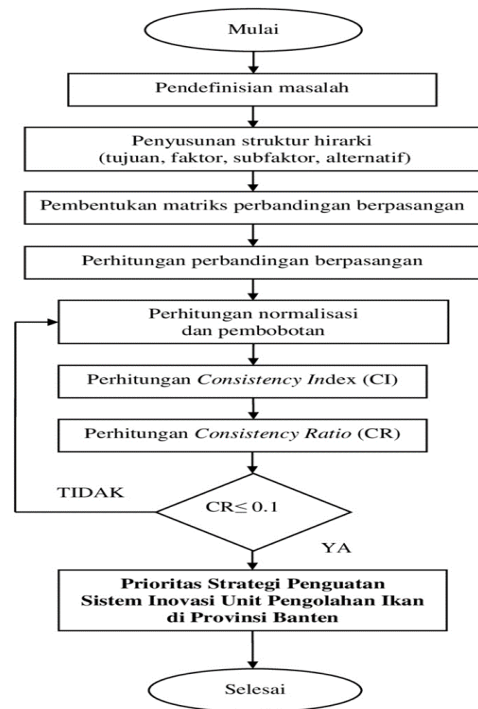 Mulai
Pendefinisian masalah
Penyusunan struktur hirarki
(tujuan, faktor, subfaktor, alternatif)
Pembentukan matriks perbandingan berpasangan
Perhitungan perbandingan berpasangan
Perhitungan normalisasi
dan pembobotan
Perhitungan Consistency Index (CI)
Perhitungan Consistency Ratio (CR)
TIDAK
CR≤ 0.1
YA
Prioritas Strategi Penguatan
Sistem Inovasi Unit Pengolahan Ikan
di Provinsi Banten
Selesai